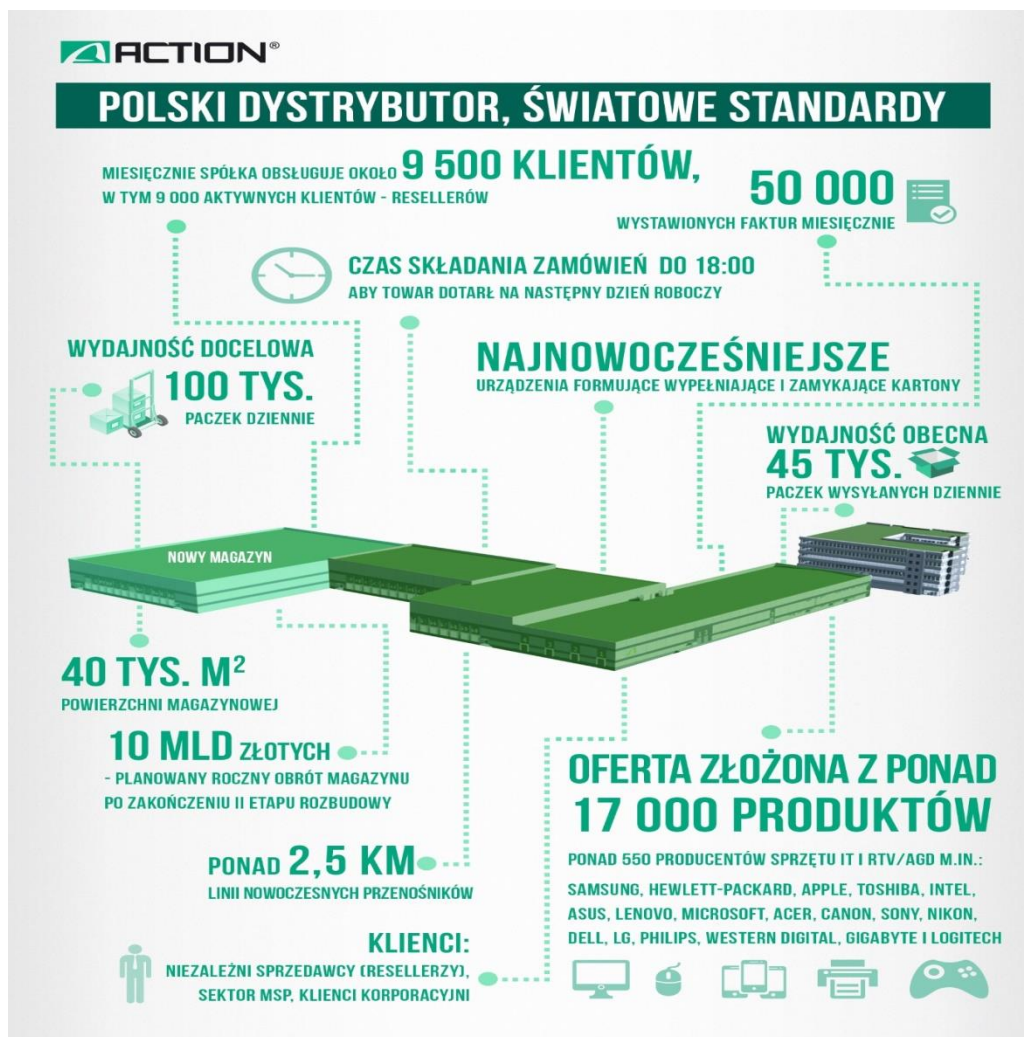 ACTION®
POLSKI DYSTRYBUTOR, ŚWIATOWE STANDARDY
MIESIĘCZNIE SPÓŁKA OBSŁUGUJE OKOŁO 9 500 KLIENTÓW,
W TYM 9 000 AKTYWNYCH KLIENTÓW - RESELLERÓW
50 000
WYSTAWIONYCH FAKTUR MIESIĘCZNIE
CZAS SKŁADANIA ZAMÓWIEŃ DO 18:00
ABY TOWAR DOTARŁ NA NASTĘPNY DZIEŃ ROBOCZY
WYDAJNOŚĆ DOCELOWA
100 TYS.
PACZEK DZIENNIE
NAJNOWOCZEŚNIEJSZE
URZĄDZENIA FORMUJĄCE WYPEŁNIAJĄCE I ZAMYKAJĄCE KARTONY
WYDAJNOŚĆ OBECNA
45 TYS.
PACZEK WYSYŁANYCH DZIENNIE
NOWY MAGAZYN
40 TYS. M²
POWIERZCHNI MAGAZYNOWEJ
10 MLD ZŁOTYCH
- PLANOWANY ROCZNY OBRÓT MAGAZYNU
PO ZAKOŃCZENIU II ETAPU ROZBUDOWY
PONAD 2,5 KM
LINII NOWOCZESNYCH PRZENOŚNIKÓW
KLIENCI:
NIEZALEŻNI SPRZEDAWCY (RESELLERZY),
SEKTOR MSP, KLIENCI KORPORACYJNI
OFERTA ZŁOŻONA Z PONAD
17 000 PRODUKTÓW
PONAD 550 PRODUCENTÓW SPRZĘTU IT I RTV/AGD M.IN.:
SAMSUNG, HEWLETT-PACKARD, APPLE, TOSHIBA, INTEL,
ASUS, LENOVO, MICROSOFT, ACER, CANON, SONY, NIKON,
DELL, LG, PHILIPS, WESTERN DIGITAL, GIGABYTE I LOGITECH